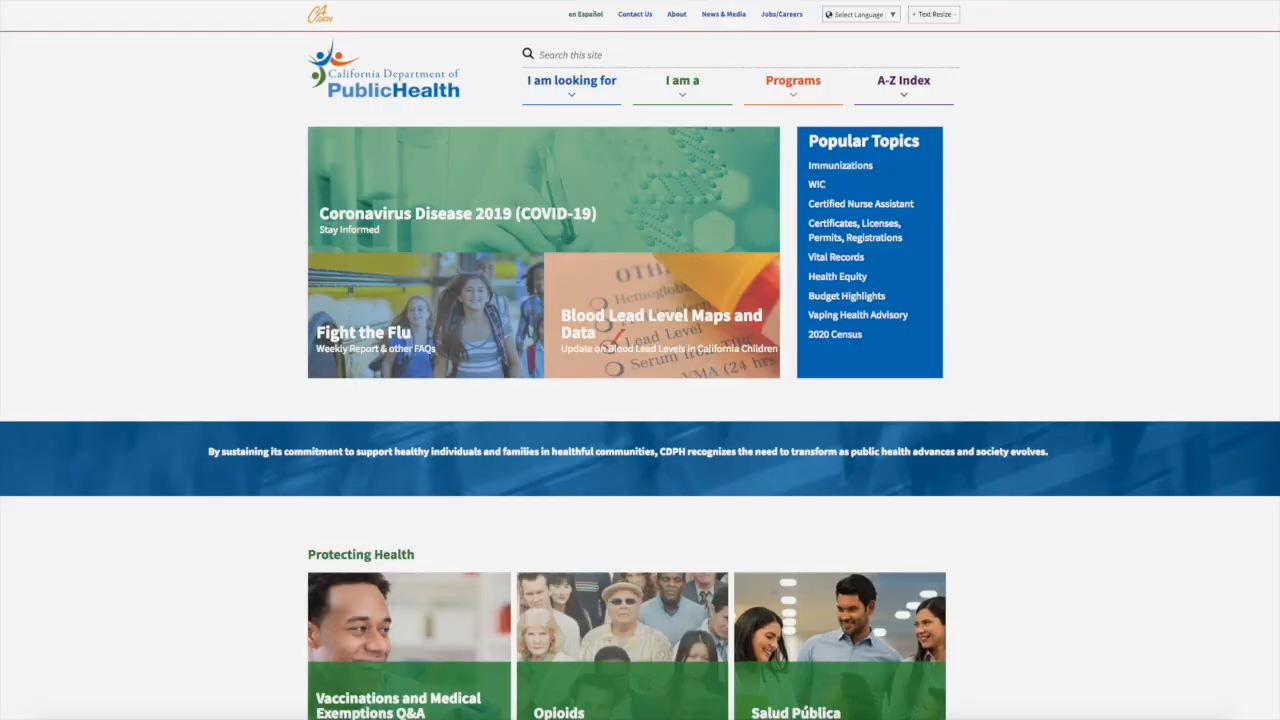 CA
.GOV
en Español Contact Us About News & Media Jobs/Careers Select Language ▼ + Text Resize -
Search this site
California Department of
PublicHealth
I am looking for I am a Programs A-Z Index
Coronavirus Disease 2019 (COVID-19)
Stay Informed
Fight the Flu
Weekly Report & other FAQs
OTH
Hemoglob
Lead Level
Serum
VMA (24 hrs
Blood Lead Level Maps and
Data
Update on Blood Lead Levels in California Children
Popular Topics
Immunizations
WIC
Certified Nurse Assistant
Certificates, Licenses,
Permits, Registrations
Vital Records
Health Equity
Budget Highlights
Vaping Health Advisory
2020 Census
By sustaining its commitment to support healthy individuals and families in healthful communities, CDPH recognizes the need to transform as public health advances and society evolves.
Protecting Health
Vaccinations and Medical
Exemptions Q&A
Opioids
Salud Pública